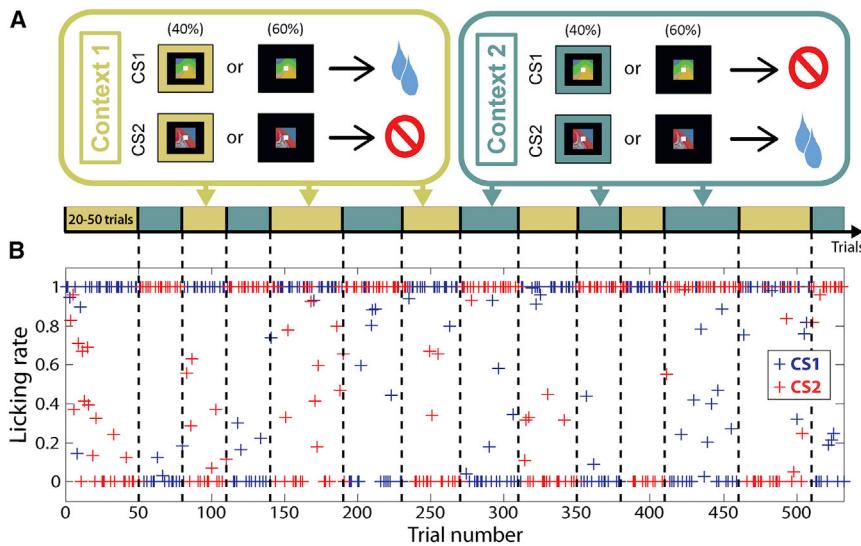 A
Context 1
(40%) (60%)
CS1 or
CS2 or
Context 2
(40%) (60%)
CS1 or
CS2 or
20-50 trials
Trials
B
Licking rate
1
0.8
0.6
0.4
0.2
0
CS1
CS2
0 50 100 150 200 250 300 350 400 450 500
Trial number